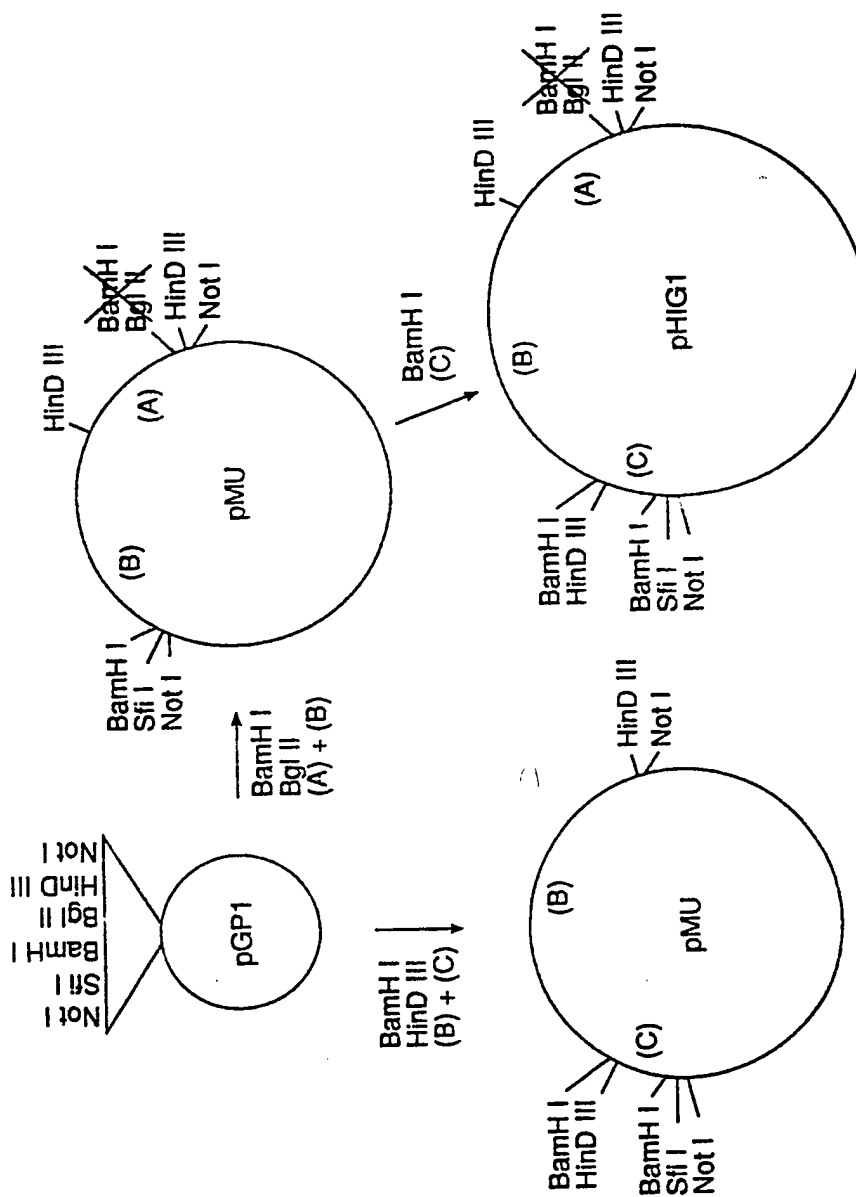 Not I
Sfi I
BamH I
Bgl II
HinD III
Not I
pGP1
BamH I
Bgl II
(A) + (B)
BamH I
HinD III
(B) + (C)
BamH I
Sfi I
Not I
(B)
HinD III
(A)
BamH I
Bgl II
HinD III
Not I
pMU
BamH I
(C)
BamH I
HinD III
BamH I
Sfi I
Not I
(C)
(B)
HinD III
Not I
pMU
BamH I
HinD III
BamH I
Sfi I
Not I
(C)
(B)
HinD III
(A)
BamH I
Bgl II
HinD III
Not I
pHIG1